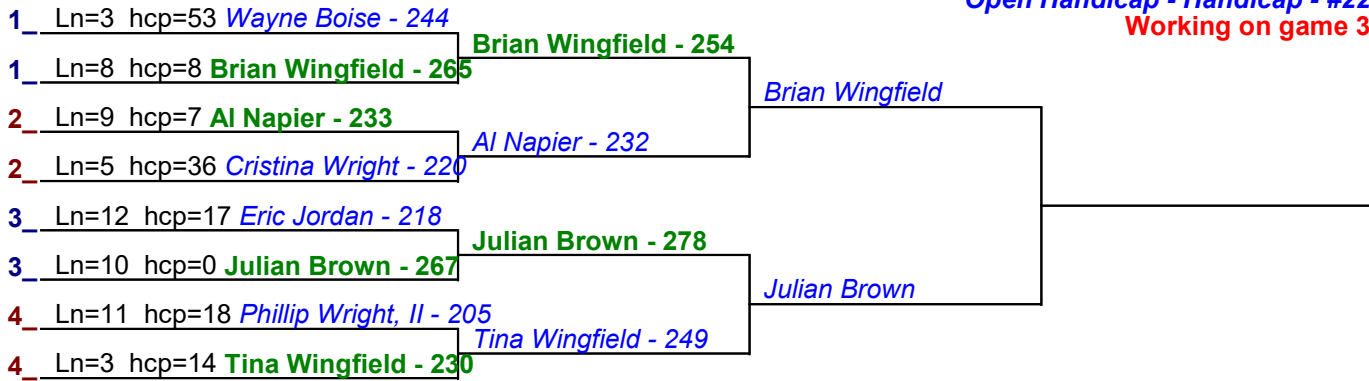 Open Handicap - Handicap - #22
Working on game 3
1_ Ln=3 hcp=53 Wayne Boise - 244
Brian Wingfield - 254
1_ Ln=8 hcp=8 Brian Wingfield - 265
Brian Wingfield
2_ Ln=9 hcp=7 Al Napier - 233
Al Napier - 232
2_ Ln=5 hcp=36 Cristina Wright - 220
3_ Ln=12 hcp=17 Eric Jordan - 218
Julian Brown - 278
3_ Ln=10 hcp=0 Julian Brown - 267
Julian Brown
4_ Ln=11 hcp=18 Phillip Wright, II - 205
Tina Wingfield - 249
4_ Ln=3 hcp=14 Tina Wingfield - 230